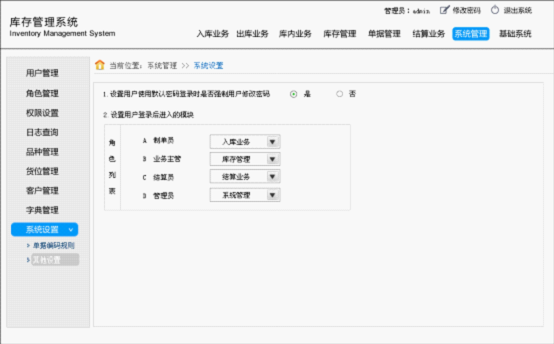 库存管理系统
Inventory Management System
管理员：admin 修改密码 退出系统
入库业务 出库业务 库内业务 库存管理 单据管理 结算业务 系统管理 基础系统
当前位置：系统管理 >> 系统设置
用户管理
角色管理
权限设置
日志查询
品种管理
货位管理
客户管理
字典管理
系统设置
单据编码规则
其他设置
1.设置用户使用默认密码登录时是否强制用户修改密码 是 否
2.设置用户登录后进入的模块
角色列表
A 制单员 入库业务
B 业务主管 库存管理
C 结算员 结算业务
D 管理员 系统管理